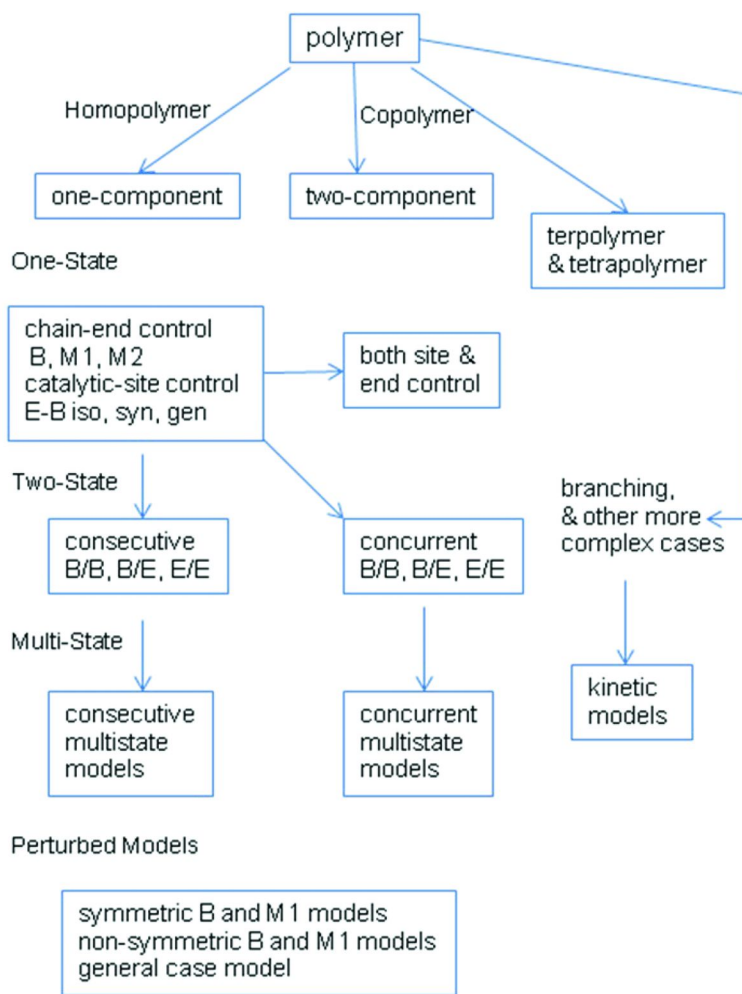 polymer
Homopolymer
Copolymer
one-component
two-component
terpolymer
& tetrapolymer
One-State
chain-end control
B, M1, M2
catalytic-site control
E-B iso, syn, gen
both site &
end control
Two-State
consecutive
B/B, B/E, E/E
concurrent
B/B, B/E, E/E
branching,
& other more
complex cases
Multi-State
consecutive
multistate
models
concurrent
multistate
models
kinetic
models
Perturbed Models
symmetric B and M1 models
non-symmetric B and M1 models
general case model